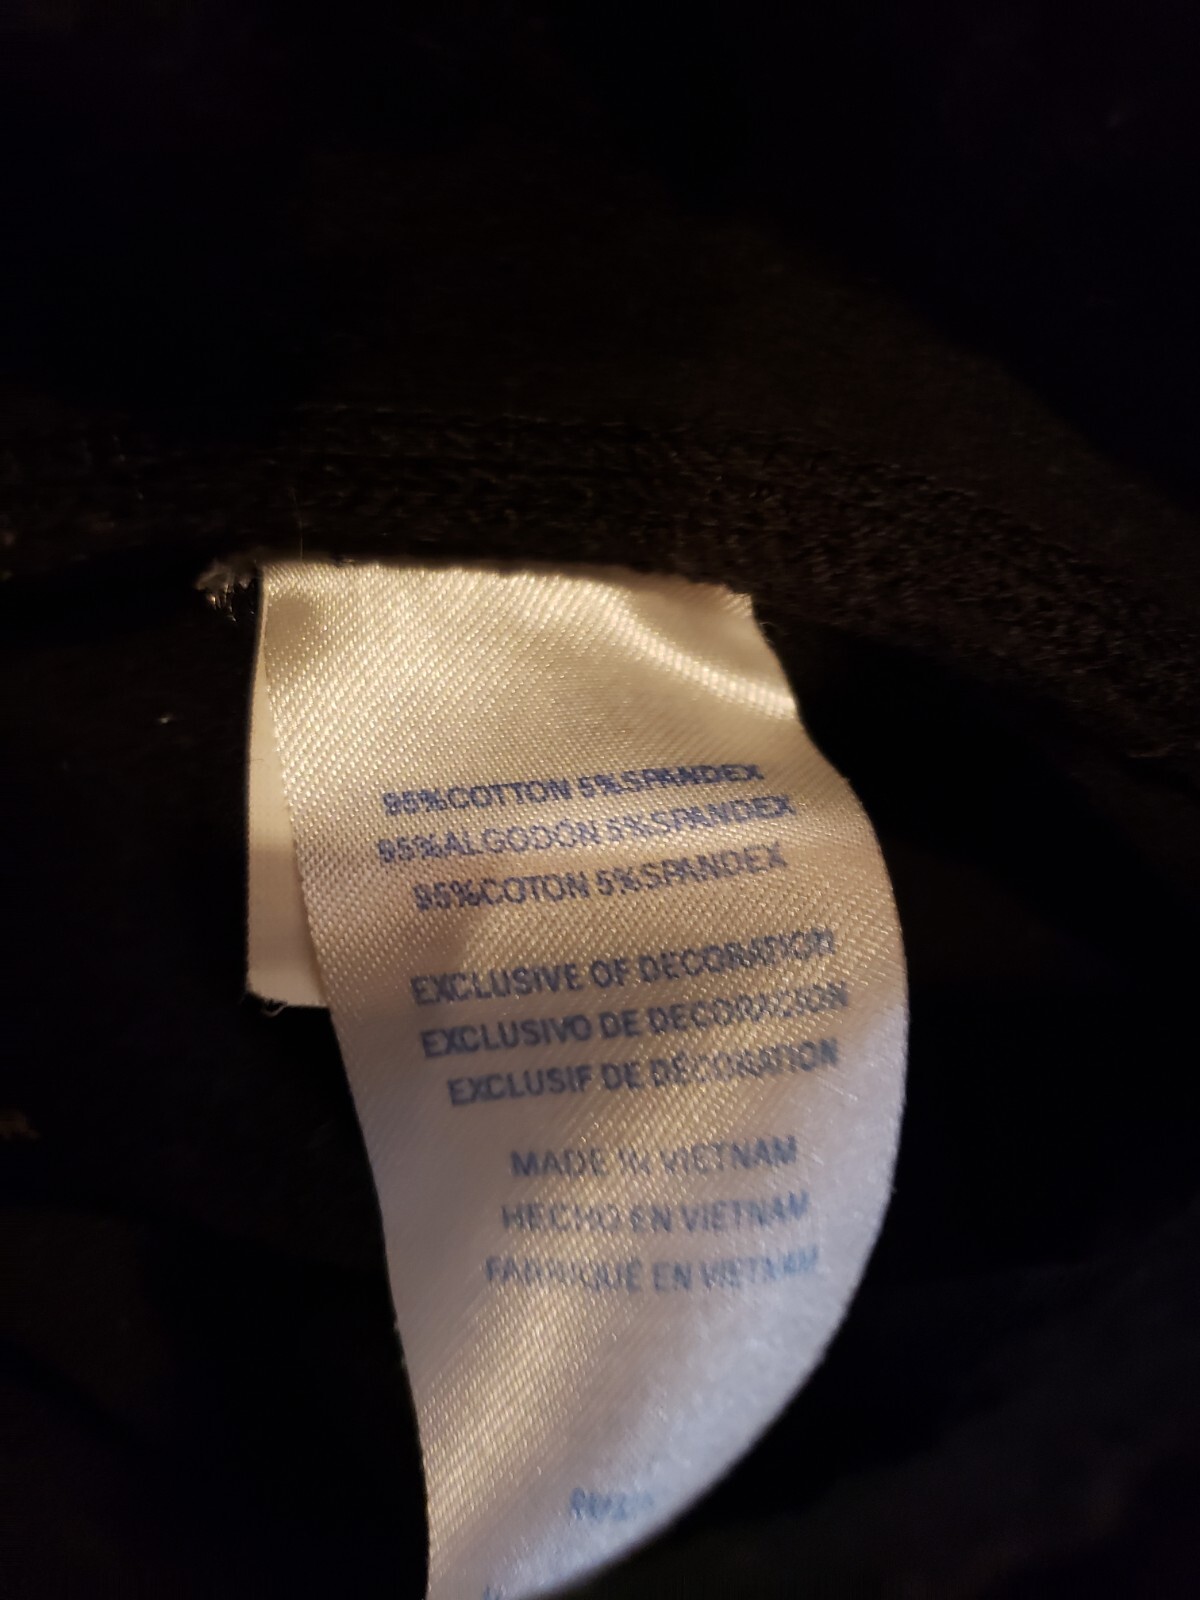 95%COTTON 5%SPANDEX
95%ALGODÓN 5%SPANDEX
95%COTON 5%SPANDEX
EXCLUSIVE OF DECORATION
EXCLUSIVO DE DECORACION
EXCLUSIF DE DÉCORATION
MADE IN VIETNAM
HECHO EN VIETNAM
FABRIQUÉ EN VIETNAM